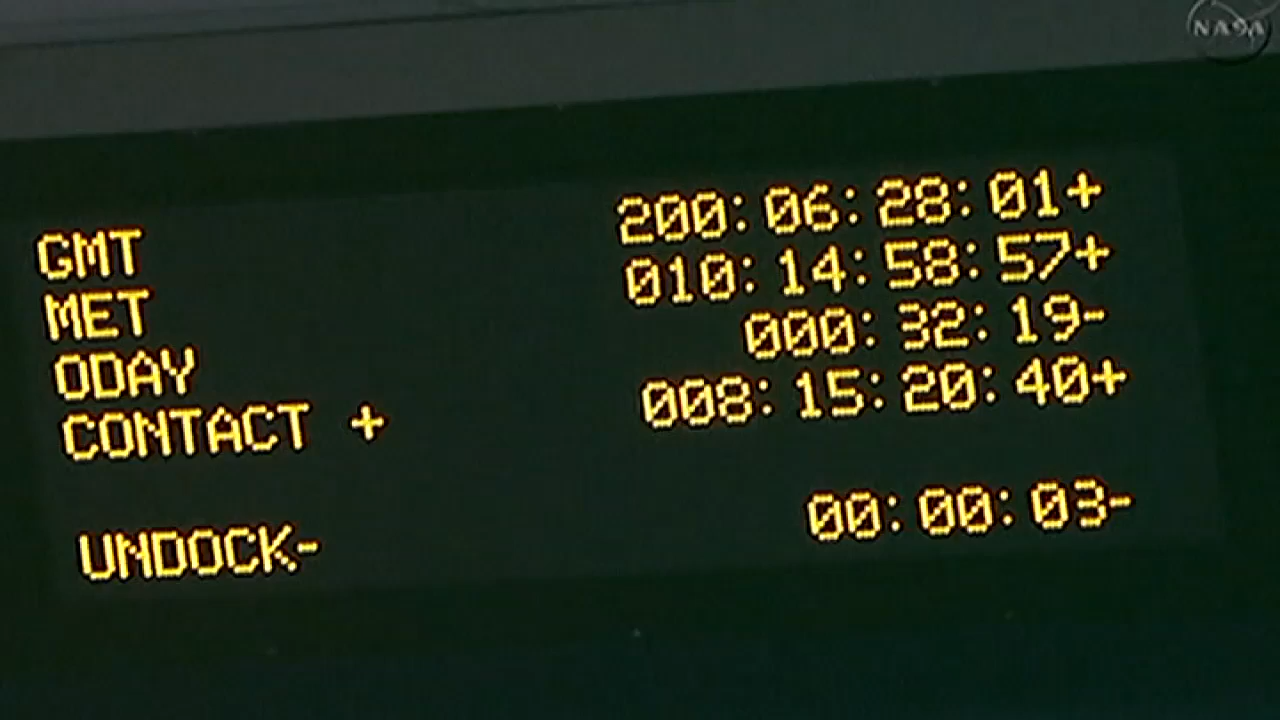 NASA
GMT 200:06:28:01+
MET 010:14:58:57+
ODAY 000:32:19-
CONTACT + 008:15:20:40+
UNDOCK- 00:00:03-